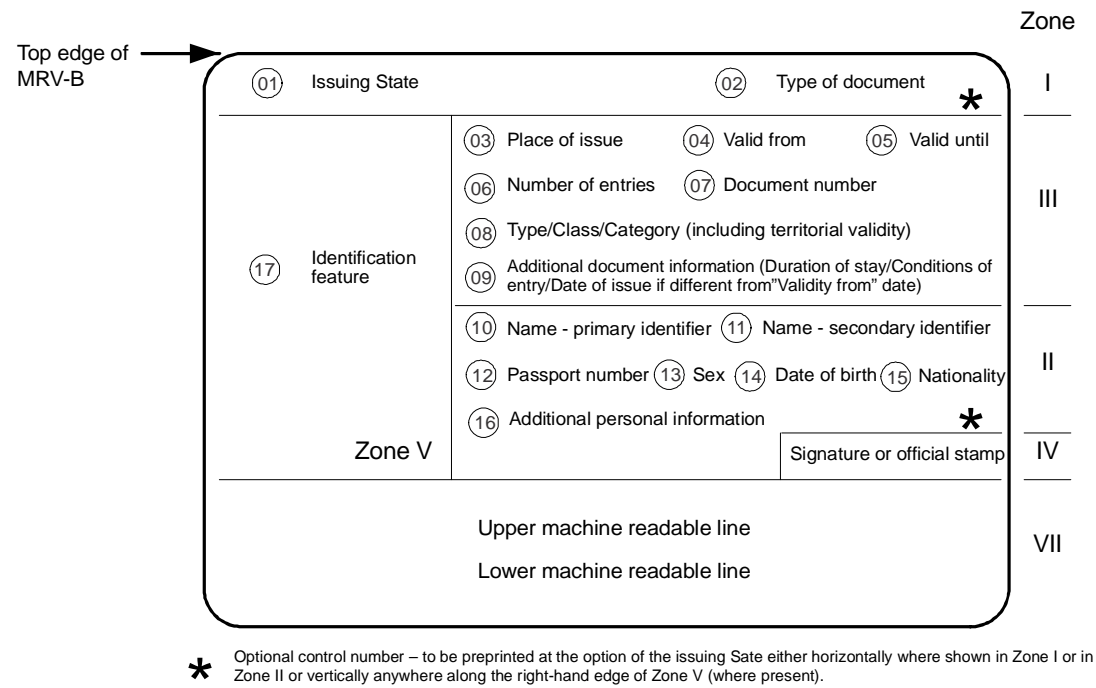 Zone
Top edge of
MRV-B
01 Issuing State 02 Type of document * I
03 Place of issue 04 Valid from 05 Valid until
06 Number of entries 07 Document number
III
08 Type/Class/Category (including territorial validity)
17 Identification
feature
09 Additional document information (Duration of stay/Conditions of
entry/Date of issue if different from"Validity from" date)
10 Name - primary identifier 11 Name - secondary identifier
II
12 Passport number 13 Sex 14 Date of birth 15 Nationality
16 Additional personal information *
Zone V
Signature or official stamp IV
Upper machine readable line
VII
Lower machine readable line
* Optional control number – to be preprinted at the option of the issuing Sate either horizontally where shown in Zone I or in
Zone II or vertically anywhere along the right-hand edge of Zone V (where present).